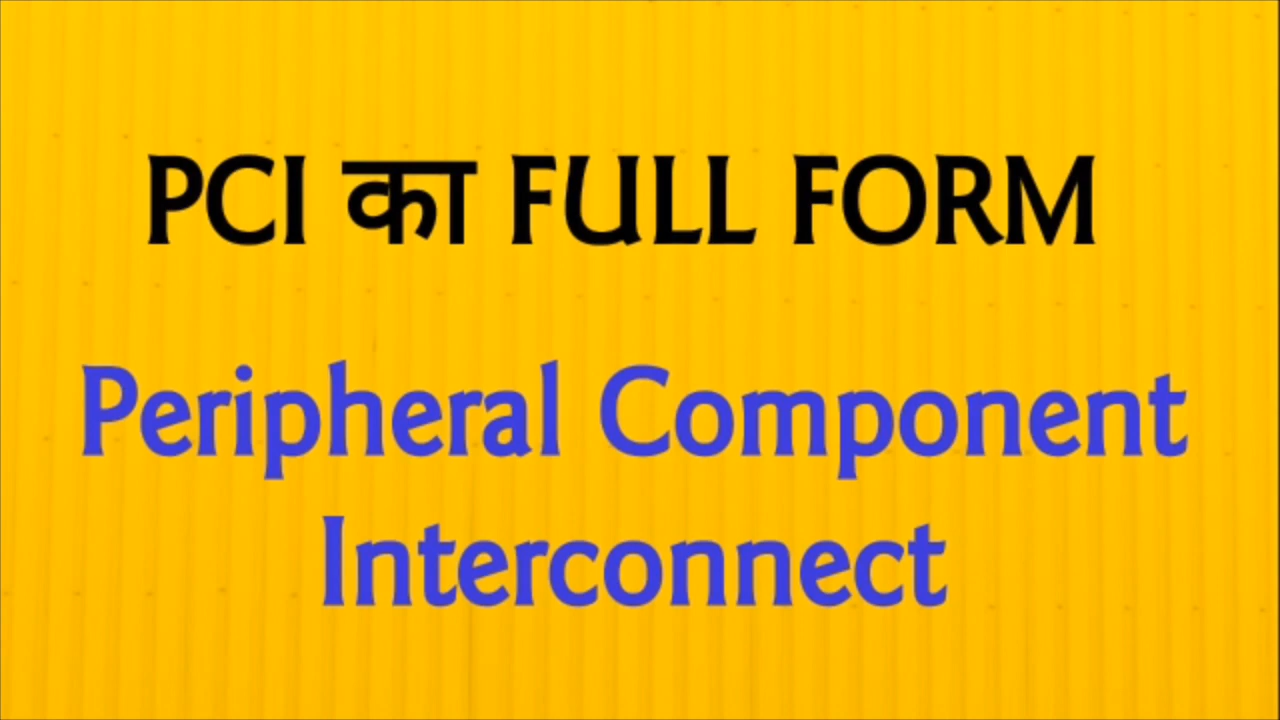 PCI का FULL FORM
Peripheral Component
Interconnect